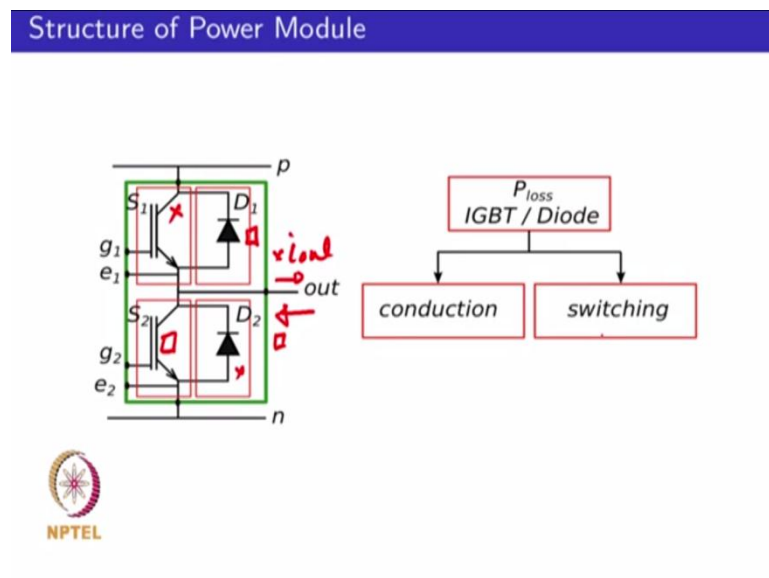 Structure of Power Module
p
S1 D1
g1
e1
i out
out
S2 D2
g2
e2
n
Ploss
IGBT / Diode
conduction switching
NPTEL